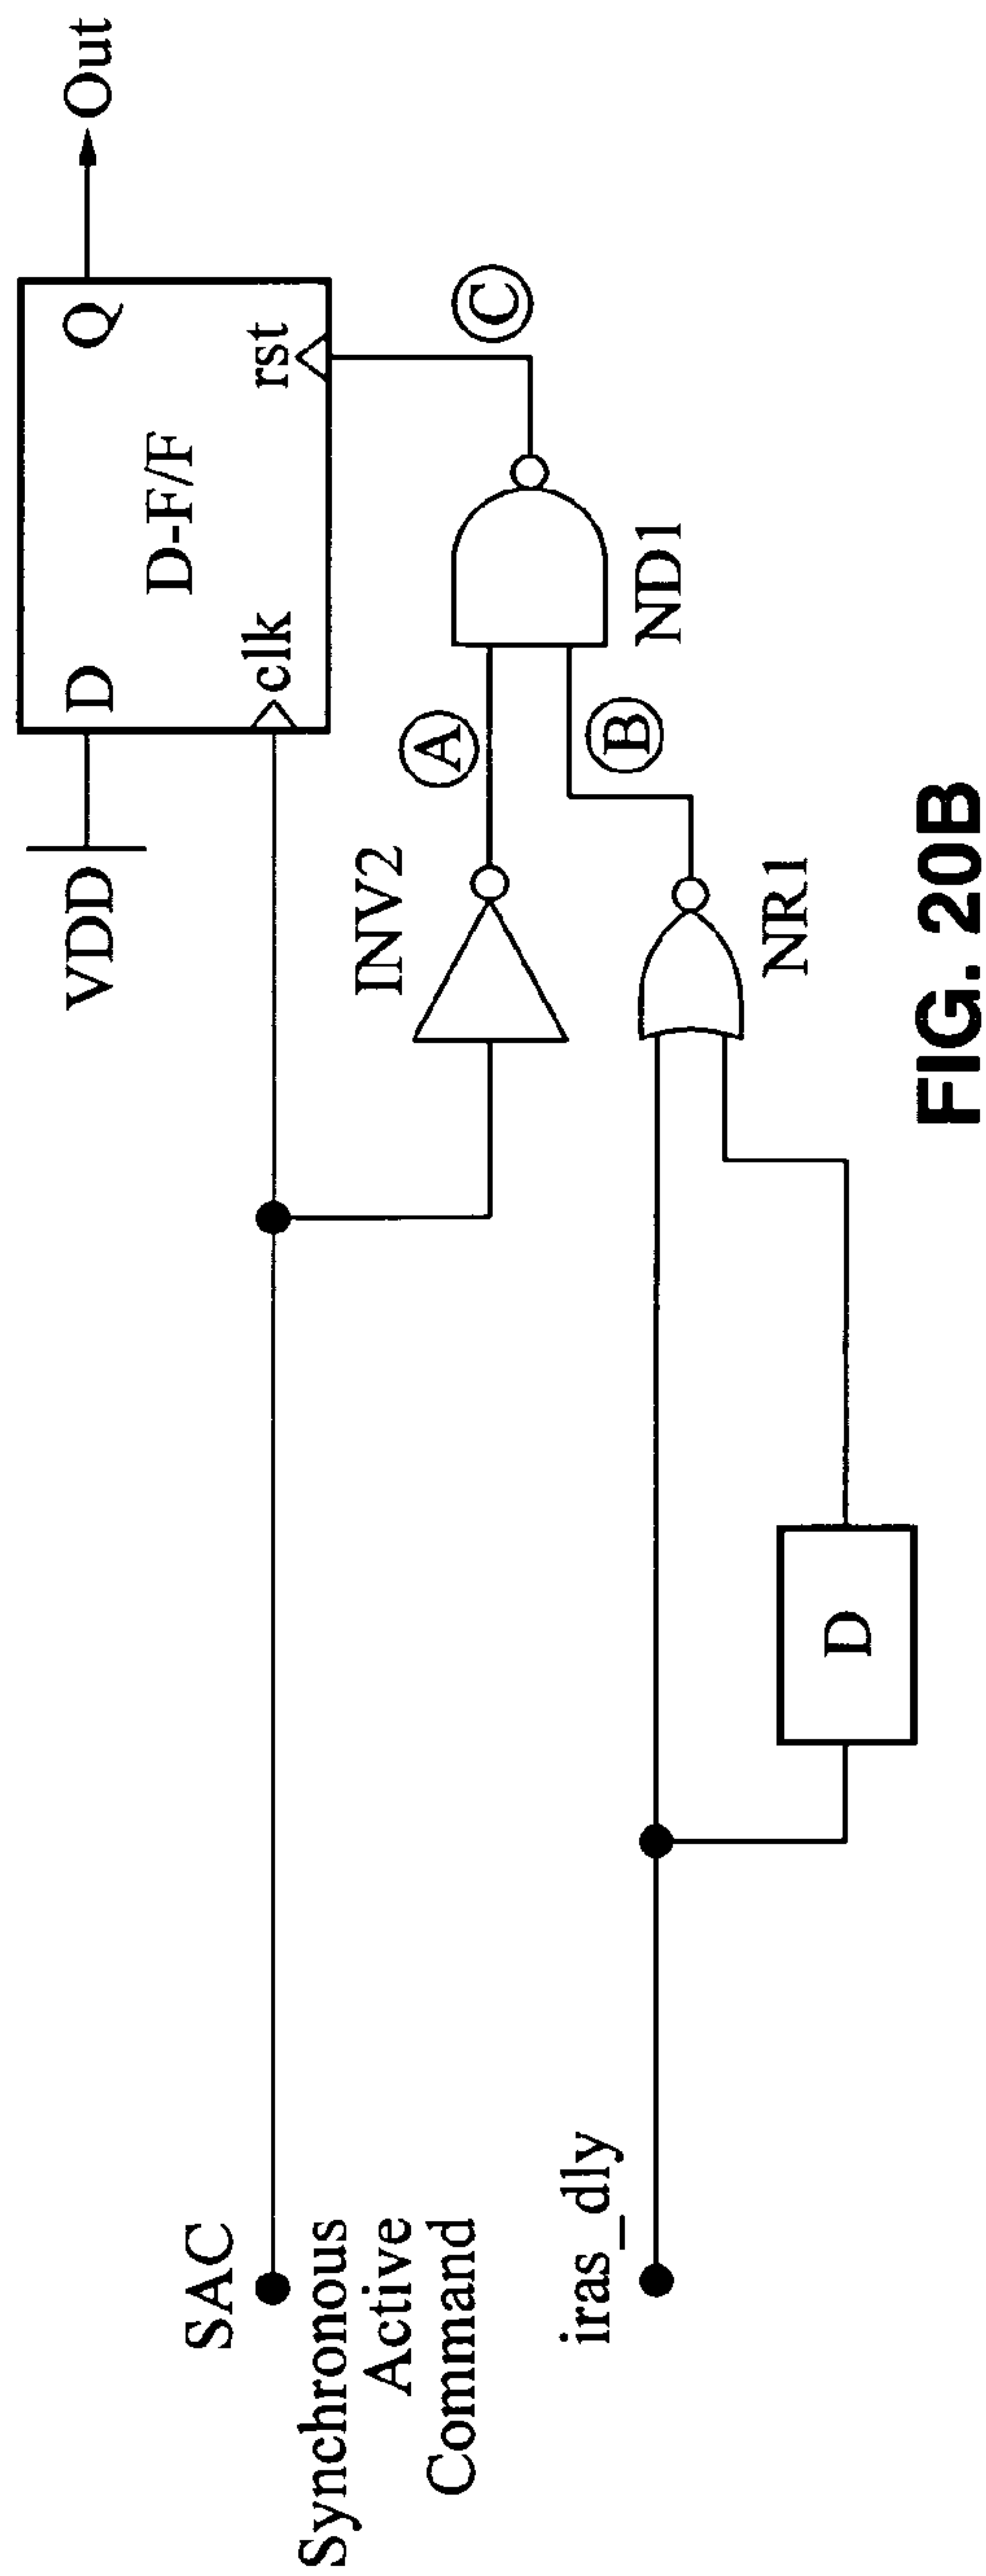 SAC
Synchronous
Active
Command
iras_dly
D
VDD
INV2
NR1
A
B
D
clk
D-F/F
Q
rst
ND1
C
Out
FIG. 20B